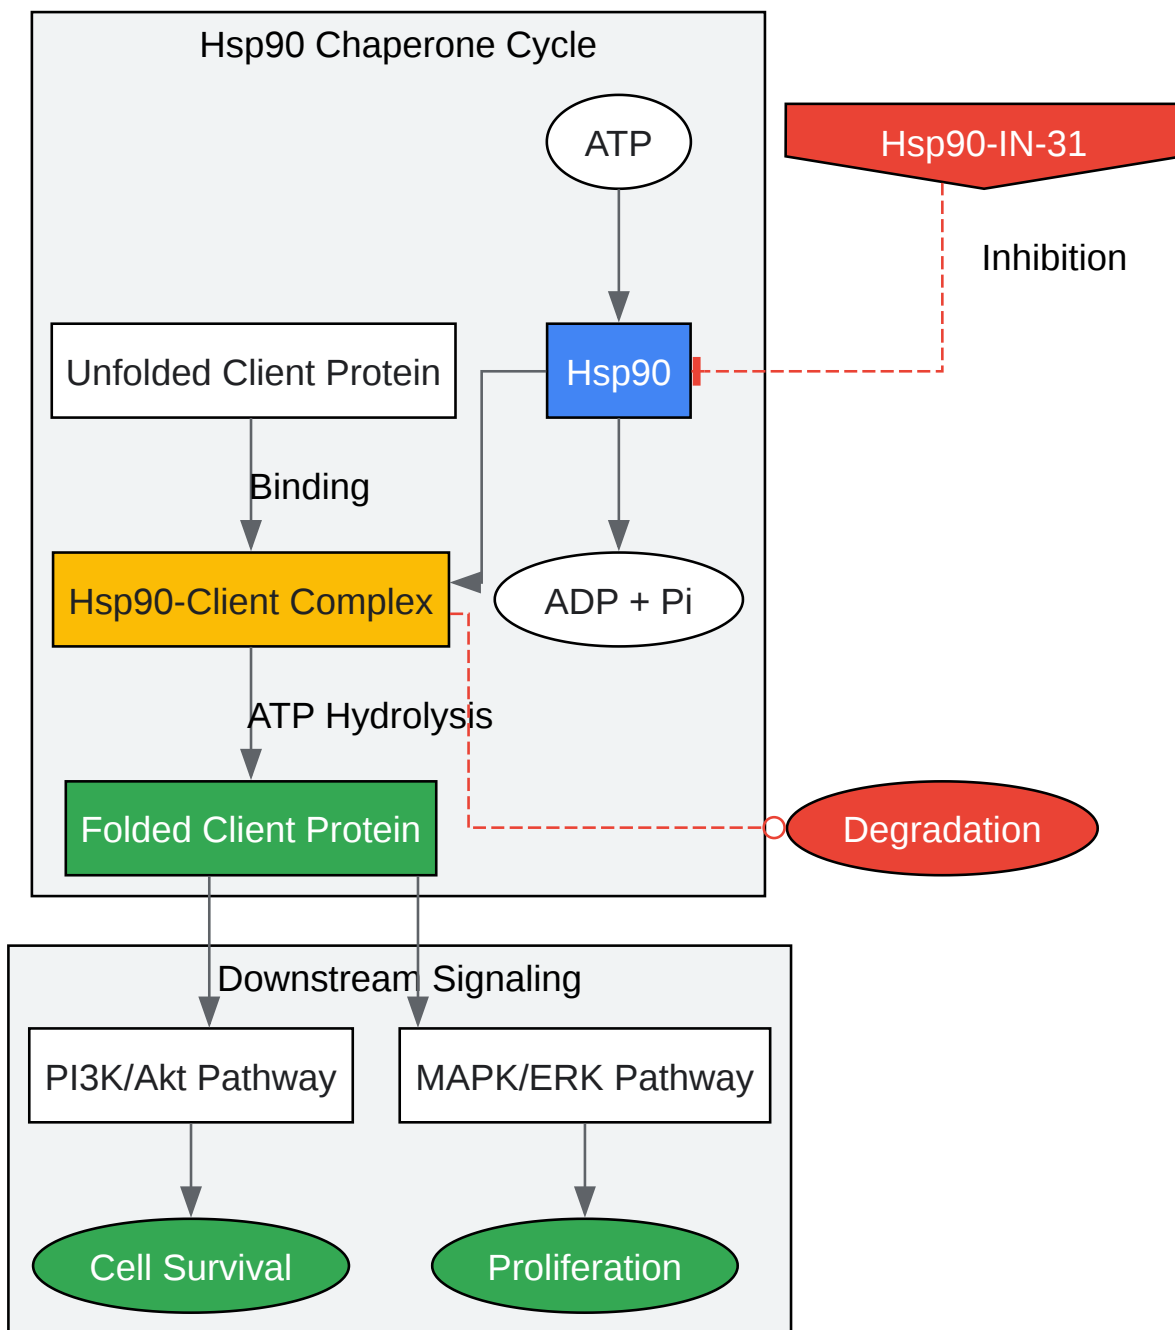 Hsp90 Chaperone Cycle
ATP
Hsp90-IN-31
Inhibition
Unfolded Client Protein
Hsp90
Binding
Hsp90-Client Complex
ADP + Pi
ATP Hydrolysis
Folded Client Protein
Degradation
Downstream Signaling
PI3K/Akt Pathway
MAPK/ERK Pathway
Cell Survival
Proliferation